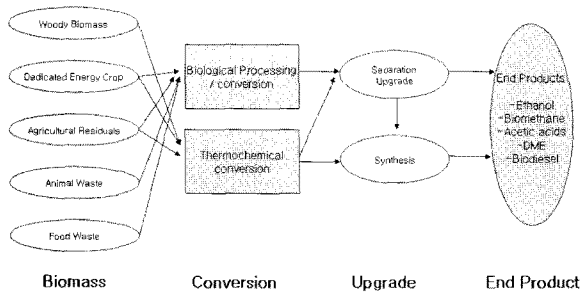 Woody Biomass
Dedicated Energy Crop
Agricultural Residuals
Animal Waste
Food Waste
Biological Processing
/ conversion
Thermochemical
conversion
Separation
Upgrade
Synthesis
End Products
-Ethanol
-Biomethane
-Acetic acids
-DME
-Biodiesel
Biomass
Conversion
Upgrade
End Product